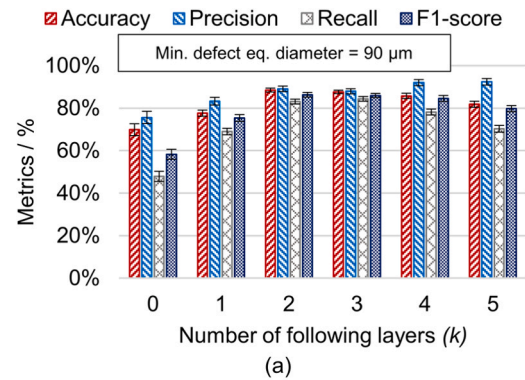 Accuracy Precision Recall F1-score
Min. defect eq. diameter = 90 µm
100%
80%
60%
40%
20%
0%
Metrics / %
0 1 2 3 4 5
Number of following layers (k)
(a)